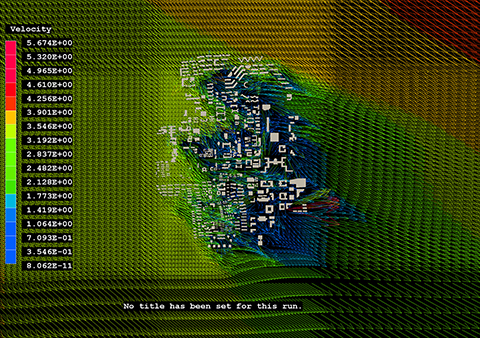 Velocity
5.674E+00
5.320E+00
4.965E+00
4.610E+00
4.256E+00
3.901E+00
3.546E+00
3.192E+00
2.837E+00
2.482E+00
2.128E+00
1.773E+00
1.419E+00
1.064E+00
7.093E-01
3.546E-01
8.062E-11
No title has been set for this run.